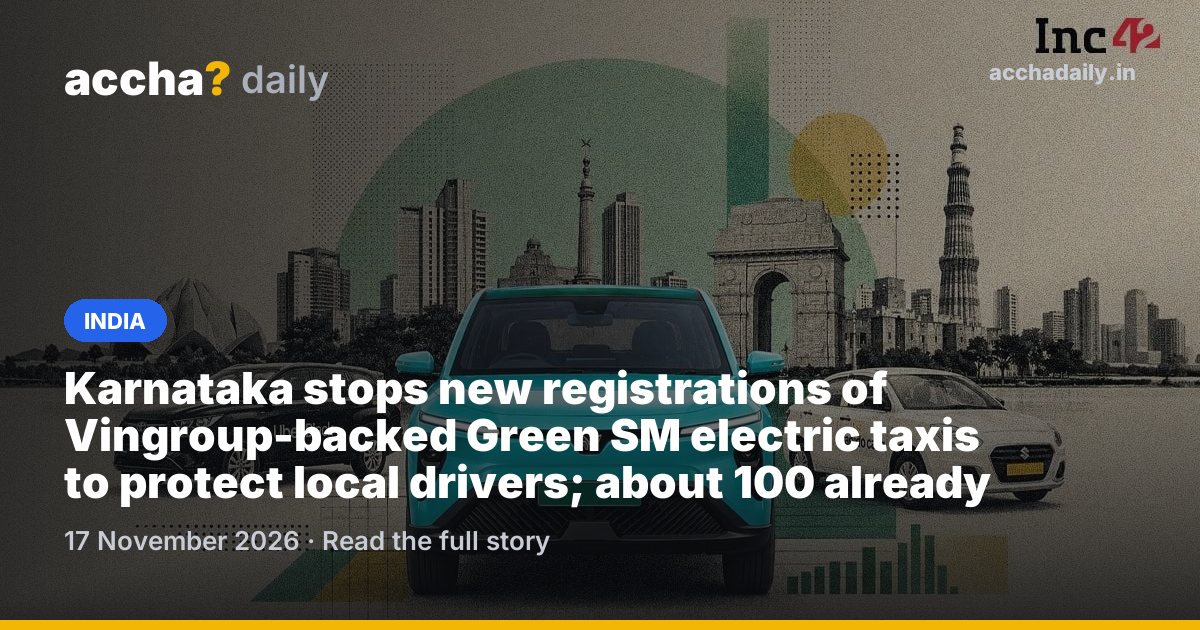 Inc42
accha? daily
acchadaily.in
INDIA
Karnataka stops new registrations of
Vingroup-backed Green SM electric taxis
to protect local drivers; about 100 already
17 November 2026 · Read the full story